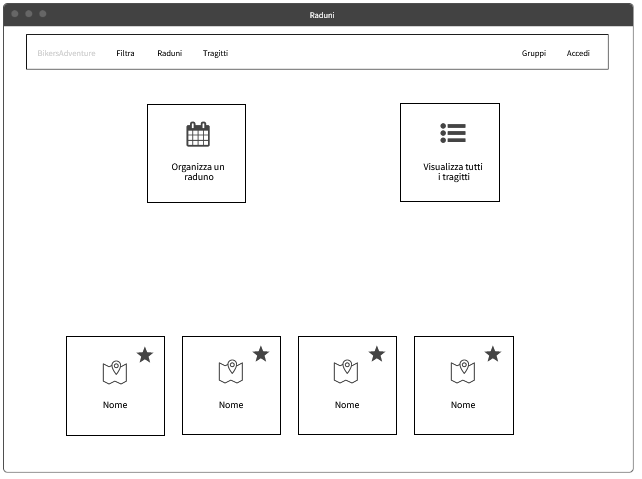 Raduni
BikersAdventure Filtra Raduni Tragitti Gruppi Accedi
Organizza un
raduno
Visualizza tutti
i tragitti
Nome
Nome
Nome
Nome